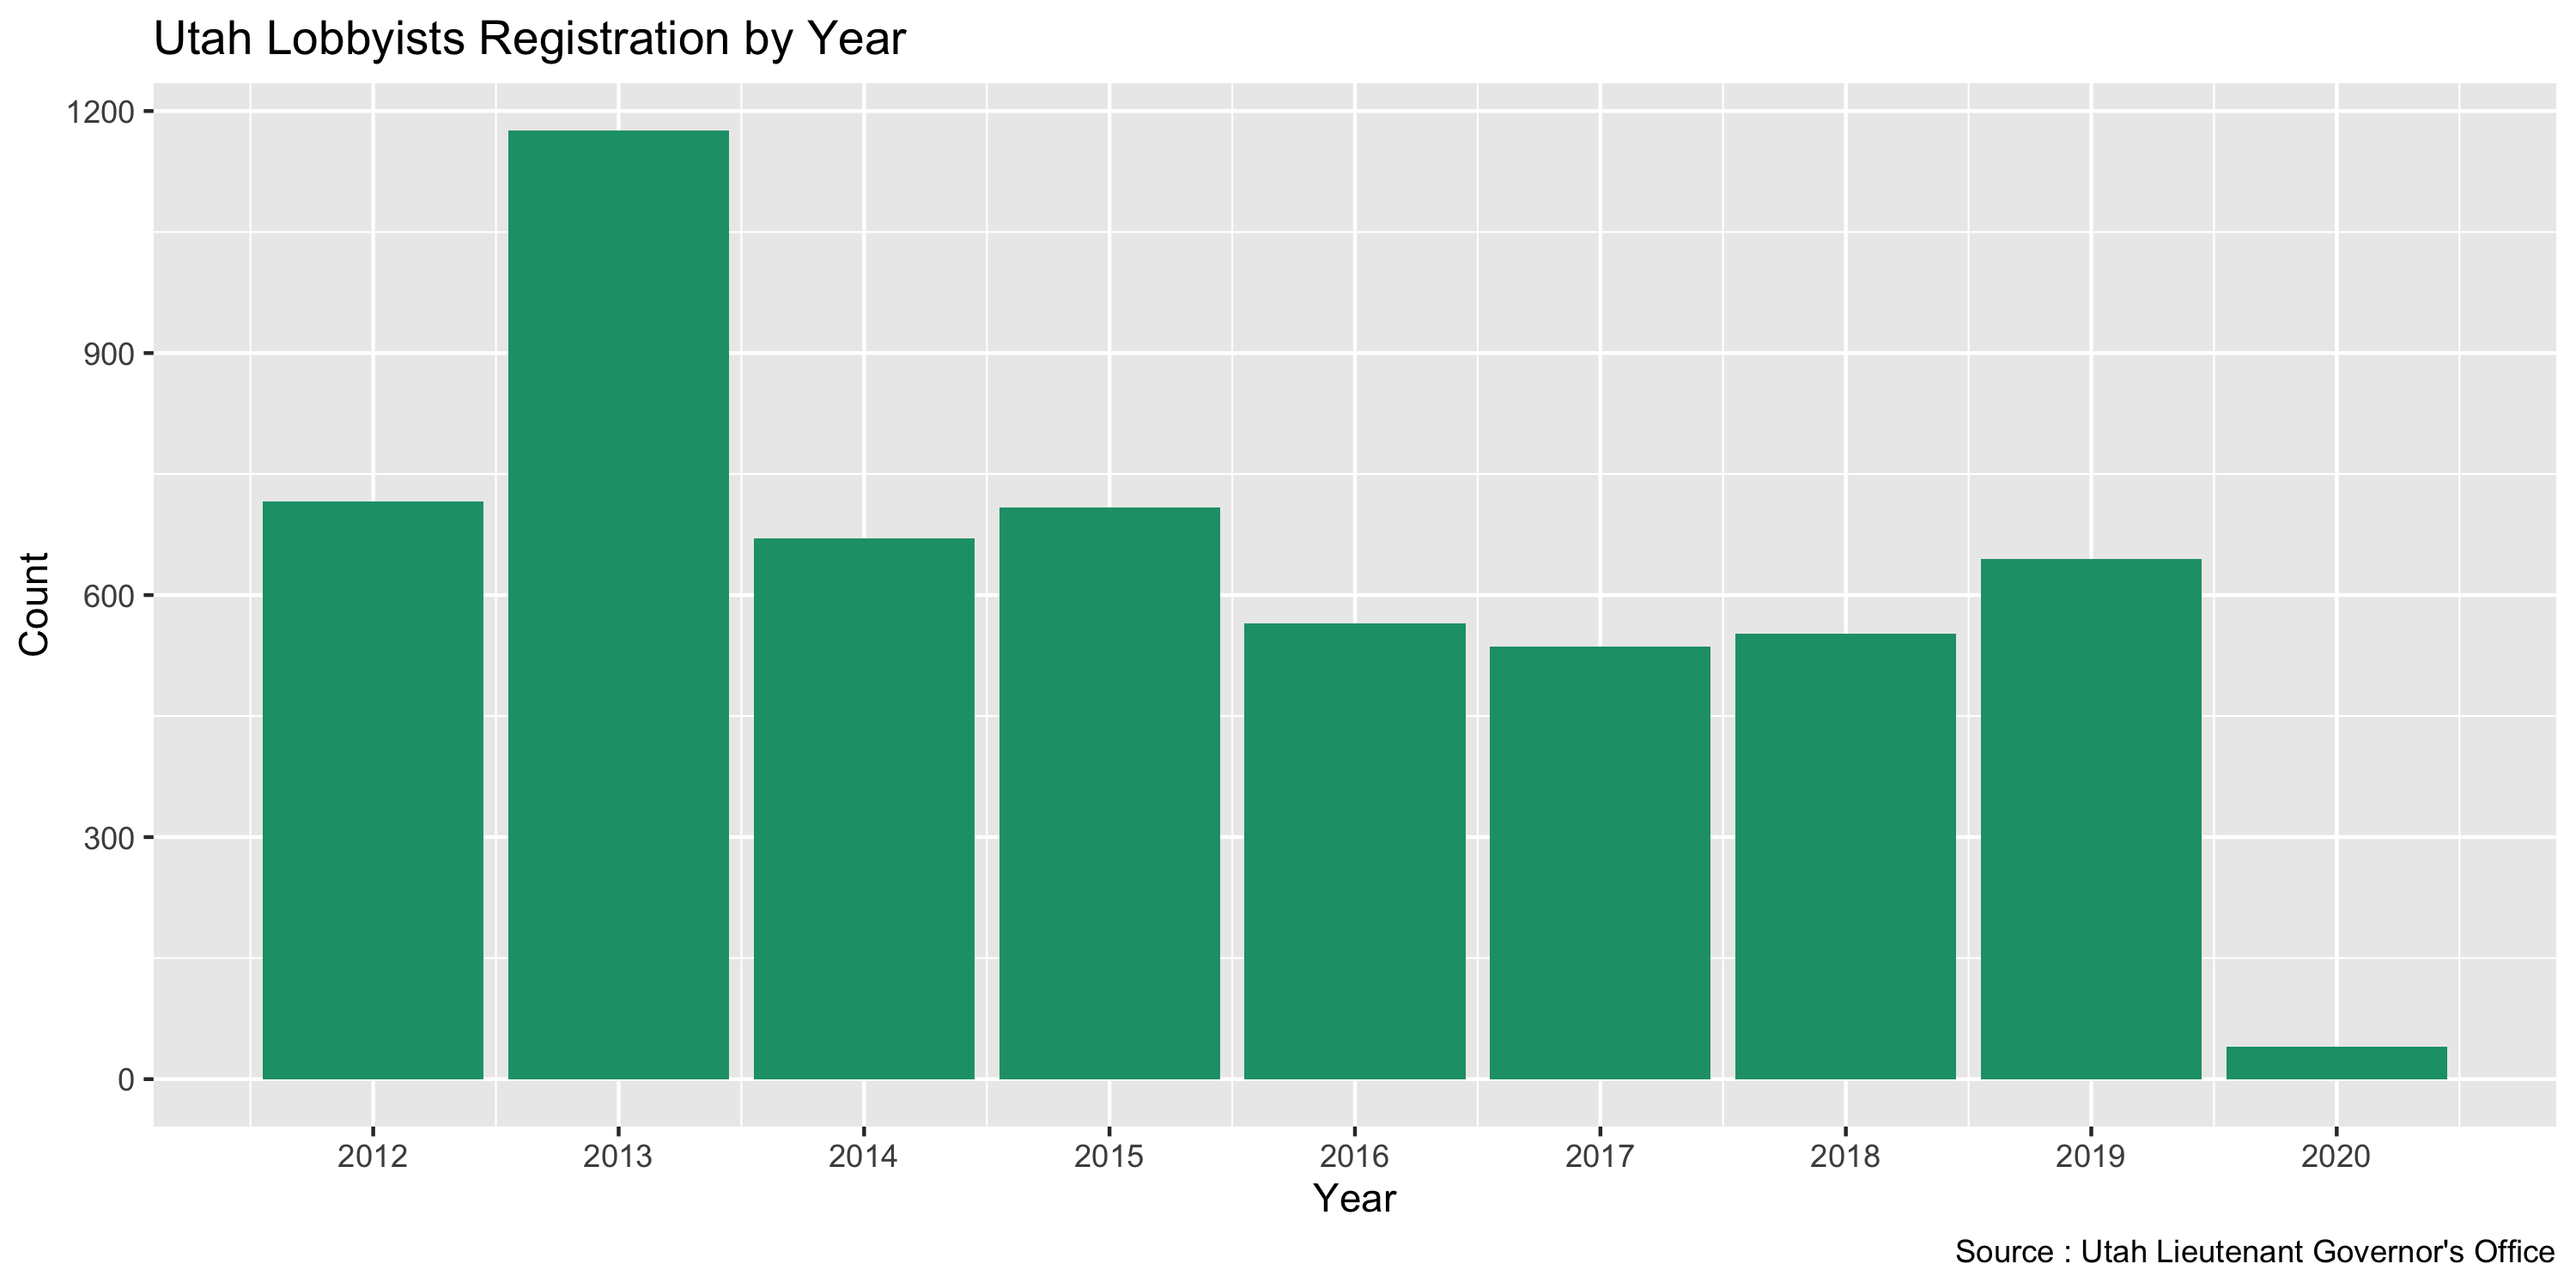 Utah Lobbyists Registration by Year
1200
900
600
300
0
Count
2012 2013 2014 2015 2016 2017 2018 2019 2020
Year
Source : Utah Lieutenant Governor's Office